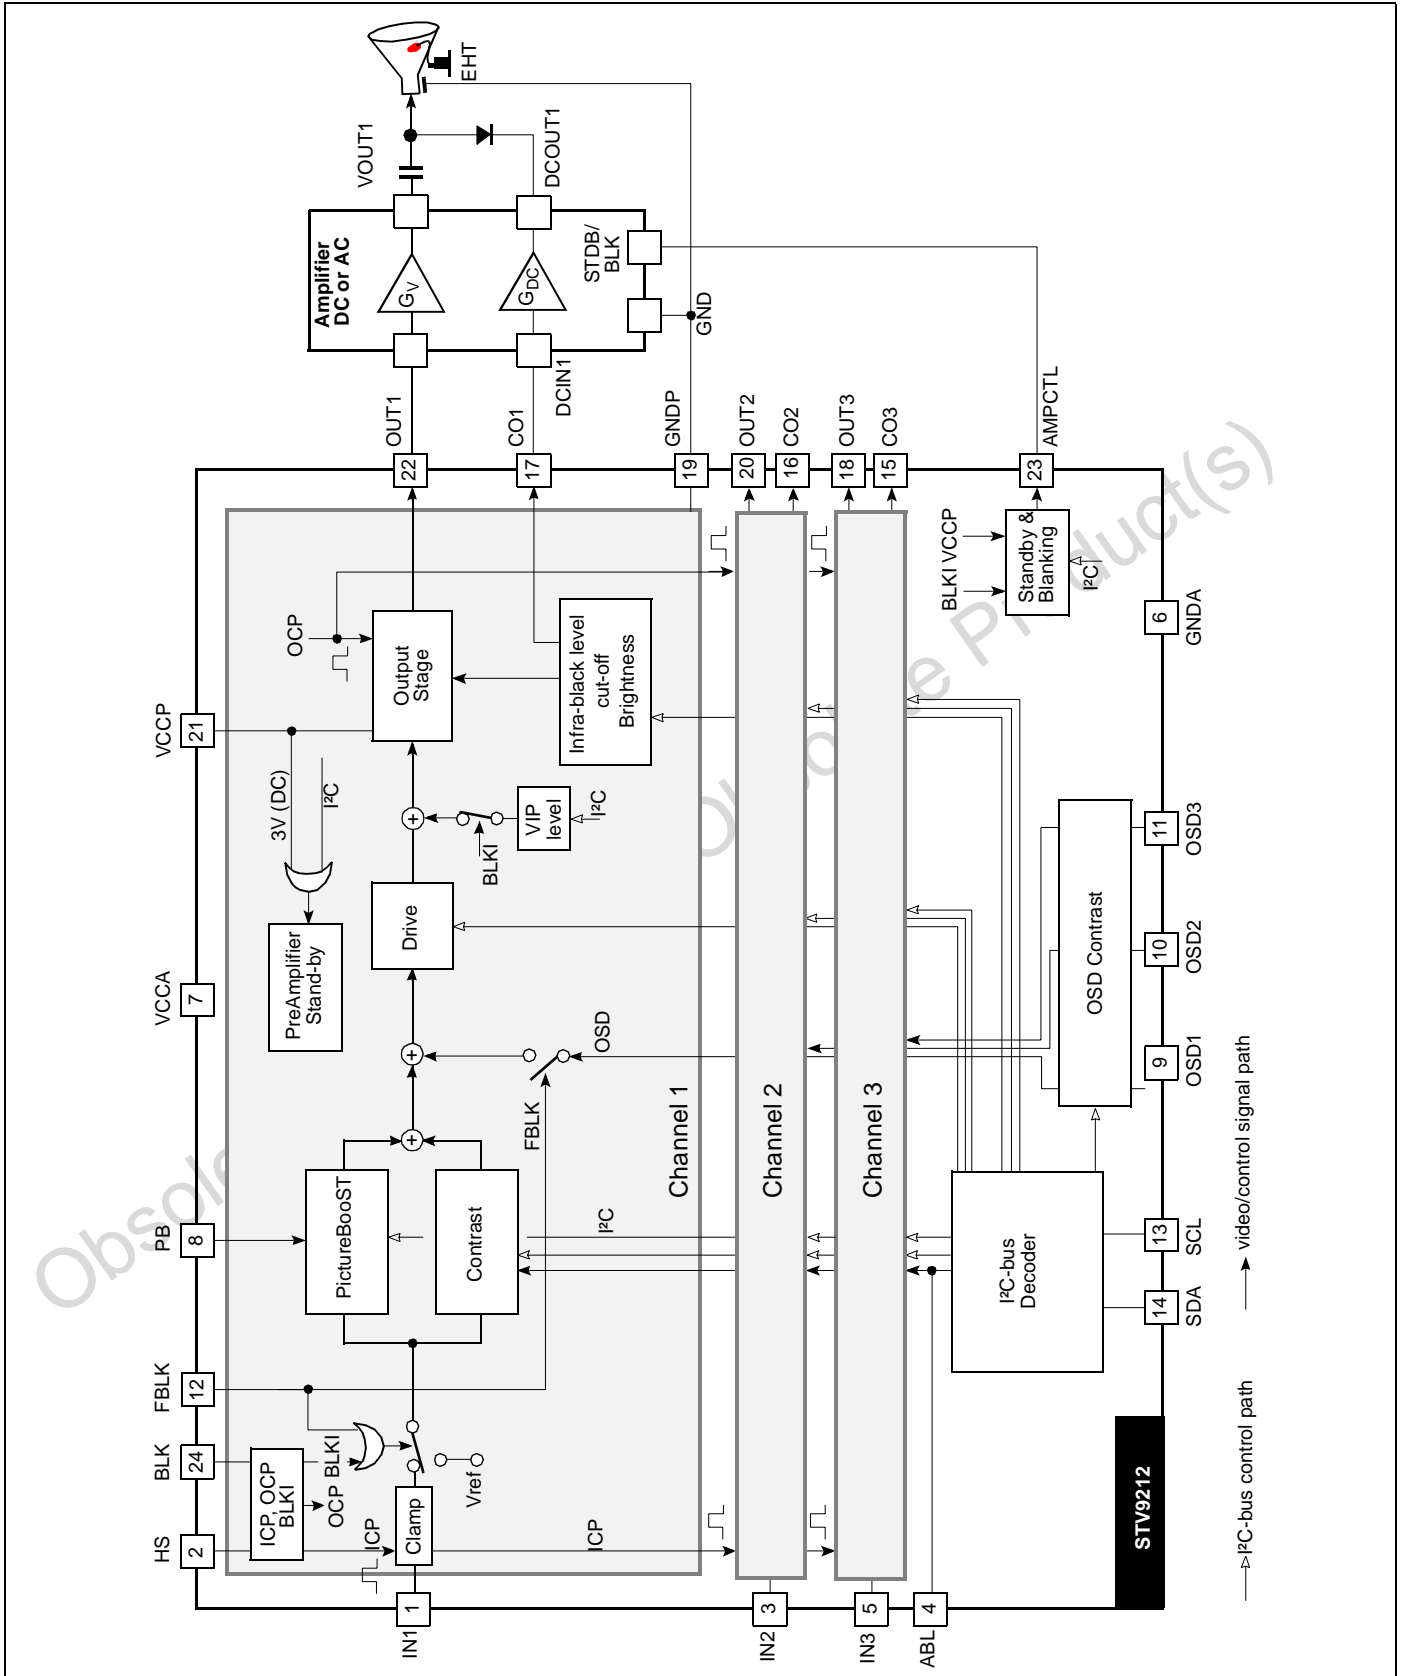 EHT
VOUT1
DCOUT1
Amplifier
DC or AC
GV
GDC
STDB/
BLK
GND
DCIN1
OUT1
CO1
GNDP
OUT2
CO2
OUT3
CO3
AMPCTL
22
17
19
20
16
18
15
23
Obsolete Product(s)
Obsolete Product(s)
VCCP
21
OCP
Output
Stage
Infra-black level
cut-off
Brightness
BLKI VCCP
Standby &
Blanking
I²C
6
GNDA
3V (DC)
I²C
VIP
level
I²C
BLKI
PreAmplifier
Stand-by
Drive
VCCA
7
+
+
+
OSD
FBLK
OSD Contrast
11
OSD3
10
OSD2
9
OSD1
Channel 1
Channel 2
Channel 3
PB
8
PictureBooST
Contrast
I²C
I²C-bus
Decoder
13
SCL
14
SDA
FBLK
12
BLK
24
HS
2
ICP, OCP
BLKI
OCP
BLKI
ICP
Clamp
Vref
ICP
1
IN1
3
IN2
5
IN3
4
ABL
STV9212
I²C-bus control path
video/control signal path